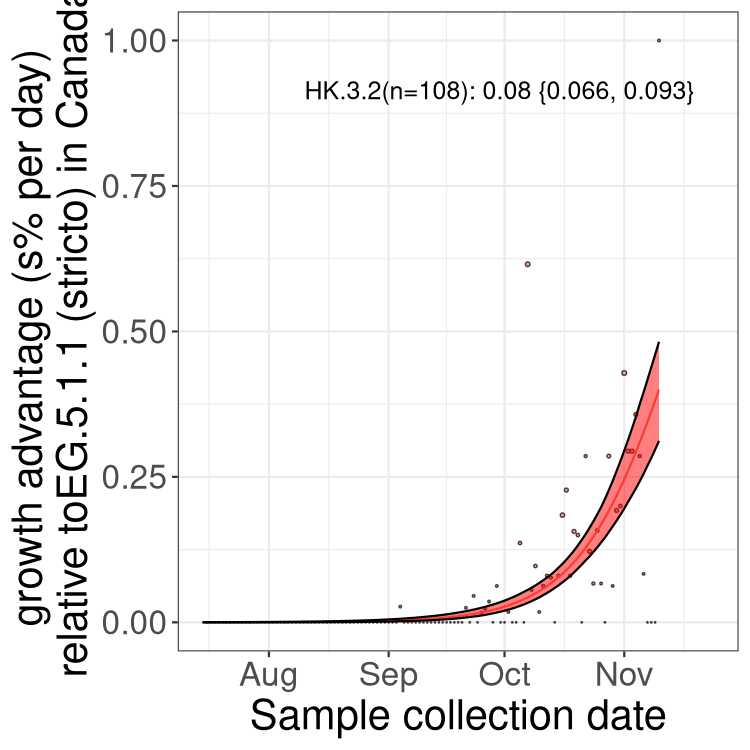 growth advantage (s% per day)
relative toEG.5.1.1 (stricto) in Canada
1.00
0.75
0.50
0.25
0.00
HK.3.2(n=108): 0.08 {0.066, 0.093}
Aug
Sep
Oct
Nov
Sample collection date